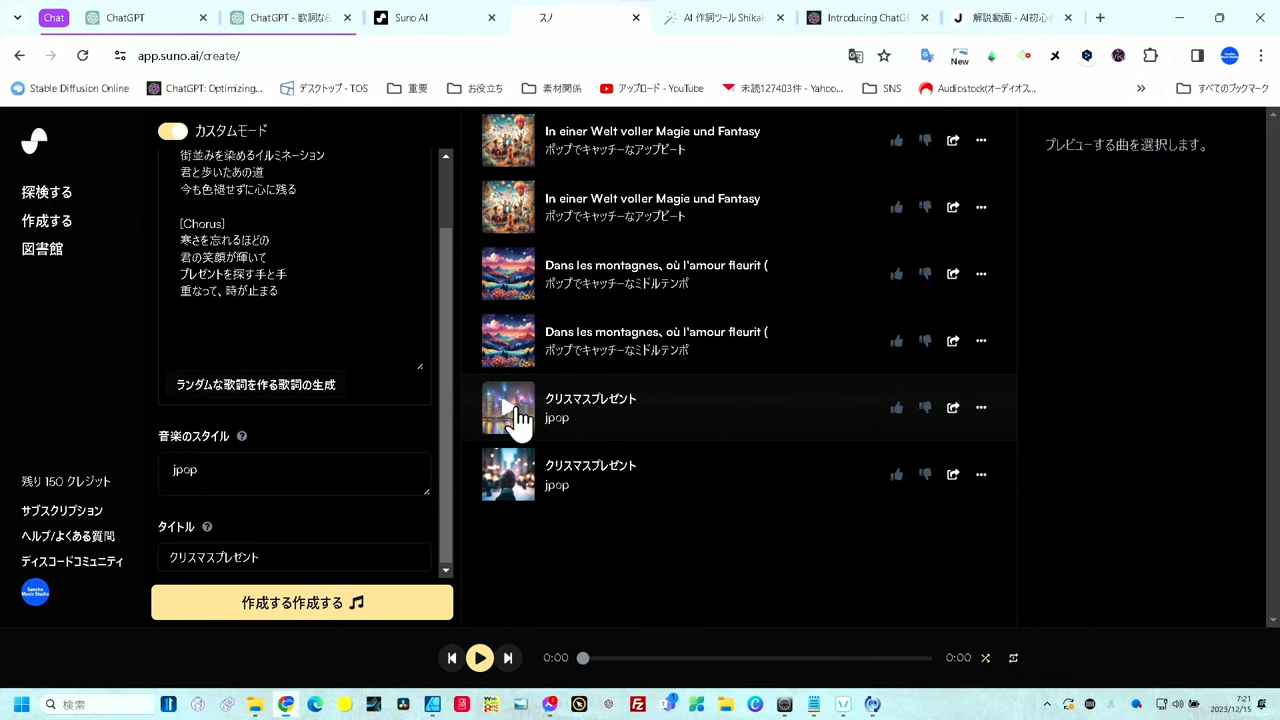 Chat
ChatGPT
ChatGPT - 歌詞なら
Suno AI
スノ
AI 作詞ツール Shikak
Introducing ChatGP
解説動画 - AI初心者
app.suno.ai/create/
New
Stable Diffusion Online
ChatGPT: Optimizing...
デスクトップ - TOS
重要
お役立ち
素材関係
アップロード - YouTube
未読127403件 - Yahoo...
SNS
Audiostock(オーディオス...
すべてのブックマーク
カスタムモード
探検する
作成する
図書館
街並みを染めるイルミネーション
君と歩いたあの道
今も色褪せずに心に残る
[Chorus]
寒さを忘れるほどの
君の笑顔が輝いて
プレゼントを探す手と手
重なって、時が止まる
ランダムな歌詞を作る歌詞の生成
音楽のスタイル
jpop
タイトル
クリスマスプレゼント
作成する作成する
残り 150 クレジット
サブスクリプション
ヘルプ/よくある質問
ディスコードコミュニティ
Sancho
Music Studio
In einer Welt voller Magie und Fantasy
ポップでキャッチーなアップビート
In einer Welt voller Magie und Fantasy
ポップでキャッチーなアップビート
Dans les montagnes、où l'amour fleurit (
ポップでキャッチーなミドルテンポ
Dans les montagnes、où l'amour fleurit (
ポップでキャッチーなミドルテンポ
クリスマスプレゼント
jpop
クリスマスプレゼント
jpop
プレビューする曲を選択します。
0:00
0:00
検索
7:21
2023/12/15